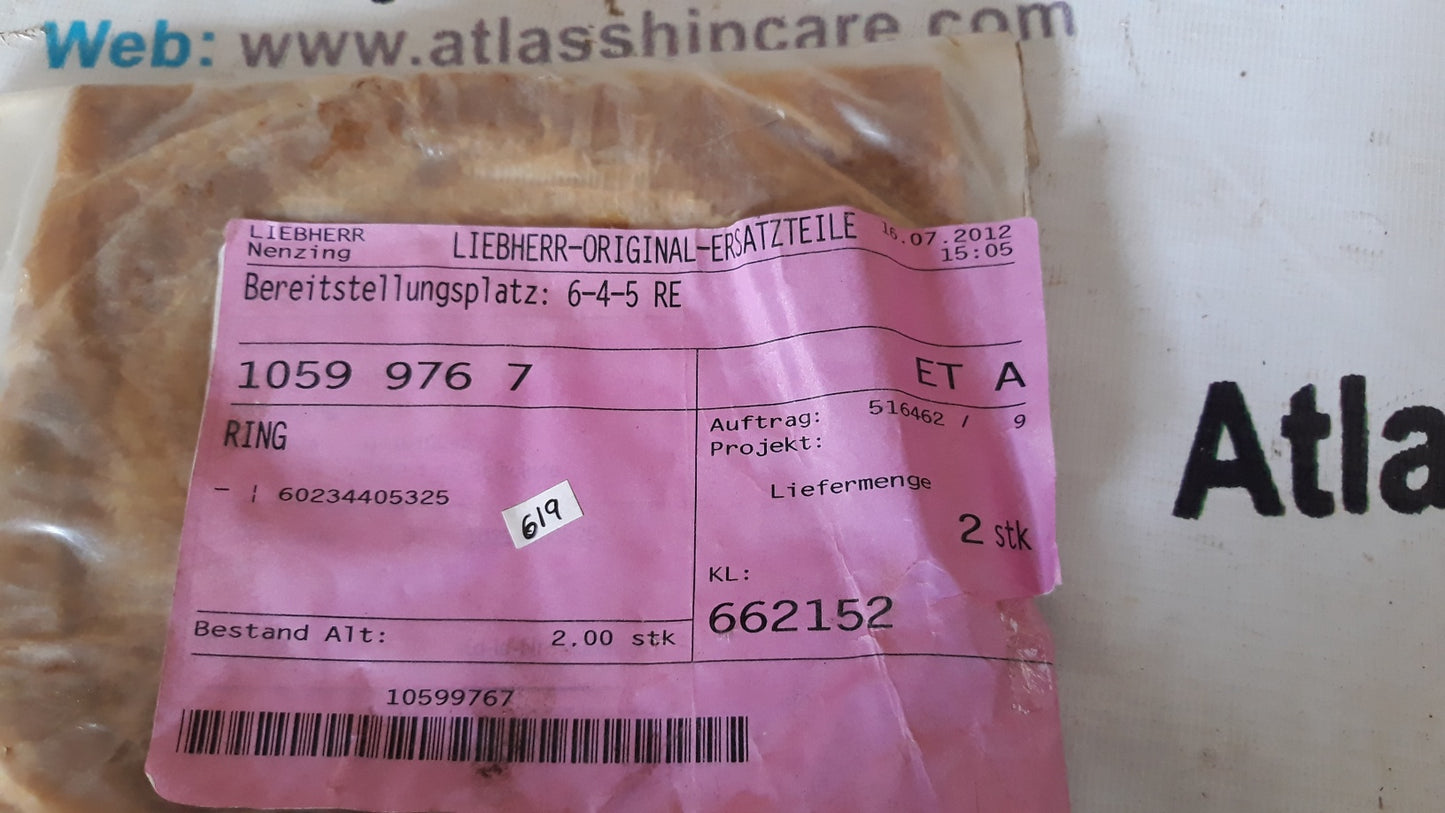 Web: www.atlasshipcare.com
LIEBHERR
Nenzing
LIEBHERR-ORIGINAL-ERSATZTEILE
16.07.2012
15:05
Bereitstellungsplatz: 6-4-5 RE
1059 976 7
ET A
RING
Auftrag: 516462 / 9
Projekt:
- ¦ 60234405325
619
Liefermenge
2 stk
KL:
662152
Bestand Alt: 2,00 stk
10599767
Atla